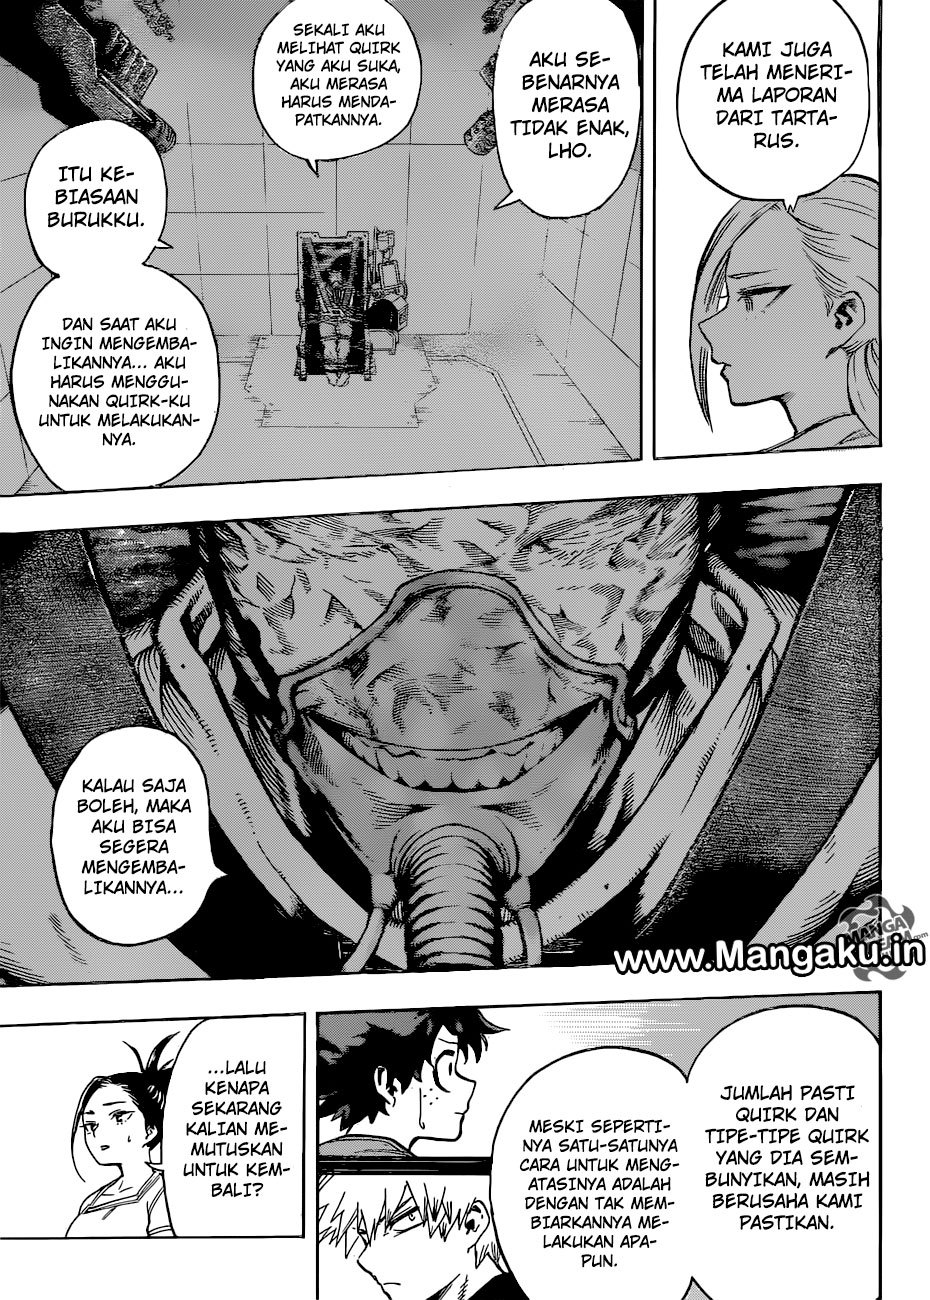 KAMI JUGA
TELAH MENERI-
MA LAPORAN
DARI TARTA-
RUS.
AKU SE-
BENARNYA
MERASA
TIDAK ENAK,
LHO.
SEKALI AKU
MELIHAT QUIRK
YANG AKU SUKA,
AKU MERASA
HARUS MENDA-
PATKANNYA.
ITU KE-
BIASAAN
BURUKKU.
DAN SAAT AKU
INGIN MENGEMBA-
LIKANNYA... AKU
HARUS MENGGU-
NAKAN QUIRK-KU
UNTUK MELAKUKAN-
NYA.
KALAU SAJA
BOLEH, MAKA
AKU BISA
SEGERA
MENGEMBA-
LIKANNYA...
www.Mangaku.in
JUMLAH PASTI
QUIRK DAN
TIPE-TIPE QUIRK
YANG DIA SEM-
BUNYIKAN, MASIH
BERUSAHA KAMI
PASTIKAN.
MESKI SEPERTI-
NYA SATU-SATUNYA
CARA UNTUK MENG-
ATASINYA ADALAH
DENGAN TAK MEM-
BIARKANNYA ME-
LAKUKAN APA-
PUN.
...LALU
KENAPA
SEKARANG
KALIAN ME-
MUTUSKAN
UNTUK KEM-
BALI?